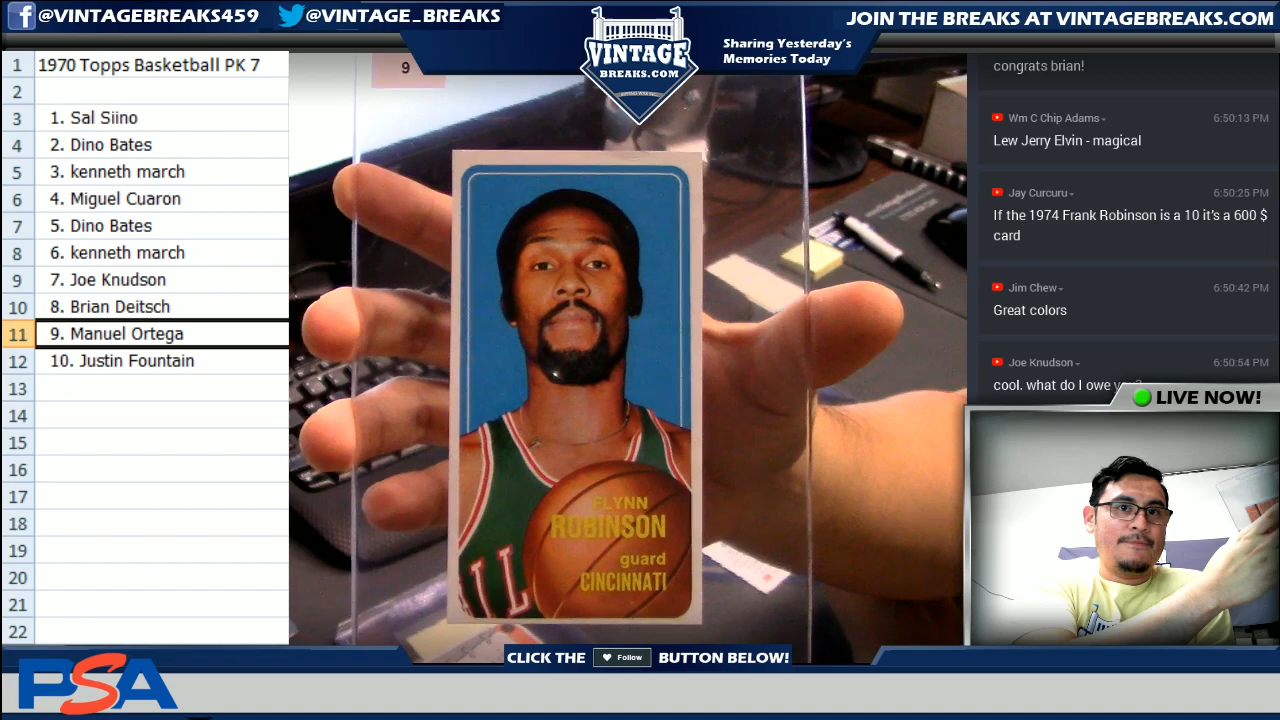 @VINTAGEBREAKS459
@VINTAGE_BREAKS
JOIN THE BREAKS AT VINTAGEBREAKS.COM
VINTAGE
BREAKS.COM
Sharing Yesterday's
Memories Today
1 1970 Topps Basketball PK 7
2
3 1. Sal Siino
4 2. Dino Bates
5 3. kenneth march
6 4. Miguel Cuaron
7 5. Dino Bates
8 6. kenneth march
9 7. Joe Knudson
10 8. Brian Deitsch
11 9. Manuel Ortega
12 10. Justin Fountain
13
14
15
16
17
18
19
20
21
22
9
FLYNN
ROBINSON
guard
CINCINNATI
IL
congrats brian!
Wm C Chip Adams
6:50:13 PM
Lew Jerry Elvin - magical
Jay Curcuru
6:50:25 PM
If the 1974 Frank Robinson is a 10 it's a 600 $
card
Jim Chew
6:50:42 PM
Great colors
Joe Knudson
6:50:54 PM
cool. what do I owe
LIVE NOW!
CLICK THE Follow BUTTON BELOW!
PSA